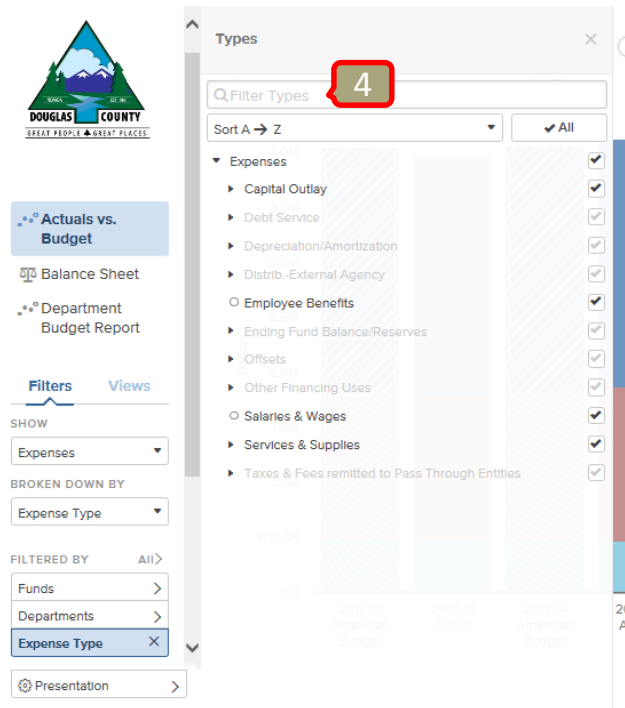 DOUGLAS COUNTY
GREAT PEOPLE GREAT PLACES
Actuals vs.
Budget
Balance Sheet
Department
Budget Report
Filters Views
SHOW
Expenses
BROKEN DOWN BY
Expense Type
FILTERED BY All
Funds
Departments
Expense Type
Presentation
Types
Filter Types
4
Sort A → Z
All
Expenses
Capital Outlay
Debt Service
Depreciation/Amortization
Distrib.-External Agency
Employee Benefits
Ending Fund Balance/Reserves
Offsets
Other Financing Uses
Salaries & Wages
Services & Supplies
Taxes & Fees remitted to Pass Through Entities
500.0K
0.0
2012-13 2012-13 2013-14
Amended Actual Amended
Budget Budget